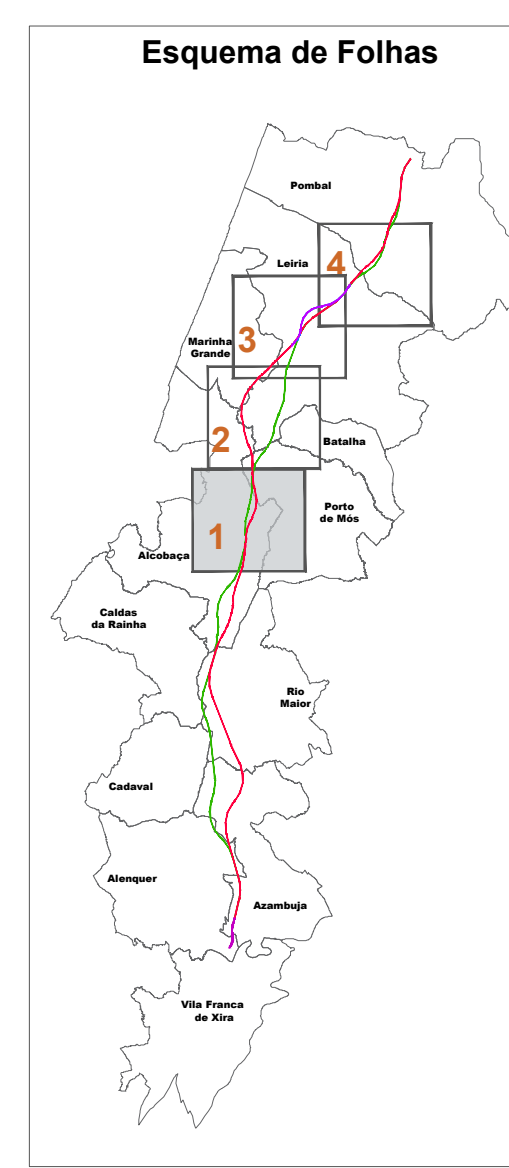 Esquema de Folhas
Pombal
Leiria
4
Marinha
Grande
3
2
Batalha
Porto
de Mós
1
Alcobaça
Caldas
da Rainha
Rio
Maior
Cadaval
Alenquer
Azambuja
Vila Franca
de Xira